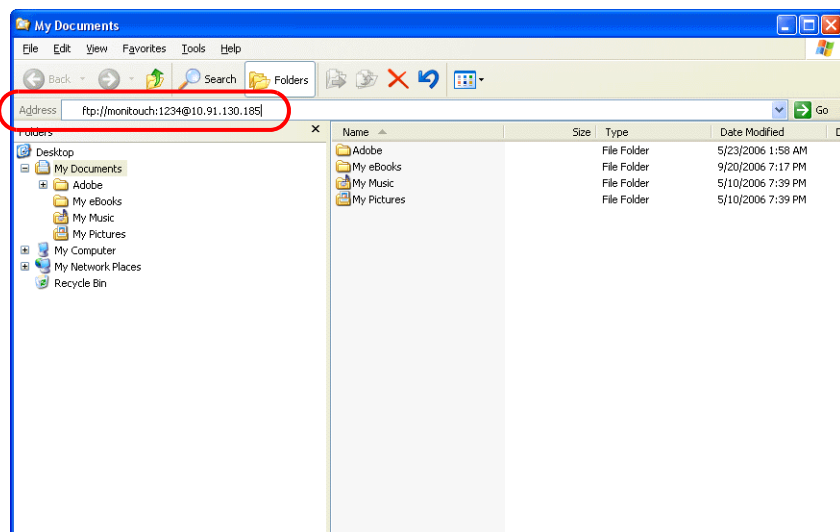 My Documents
File Edit View Favorites Tools Help
Back Search Folders
Address ftp://monitouch:1234@10.91.130.185 Go
Folders x Name Size Type Date Modified D
Desktop
My Documents
Adobe
My eBooks
My Music
My Pictures
My Computer
My Network Places
Recycle Bin
Adobe File Folder 5/23/2006 1:58 AM
My eBooks File Folder 9/20/2006 7:17 PM
My Music File Folder 5/10/2006 7:39 PM
My Pictures File Folder 5/10/2006 7:39 PM